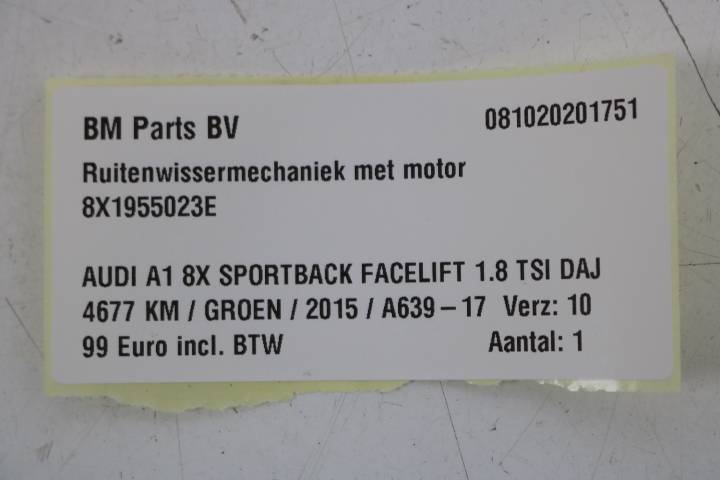 BM Parts BV 081020201751
Ruitenwissermechaniek met motor
8X1955023E
AUDI A1 8X SPORTBACK FACELIFT 1.8 TSI DAJ
4677 KM / GROEN / 2015 / A639-17 Verz: 10
99 Euro incl. BTW Aantal: 1